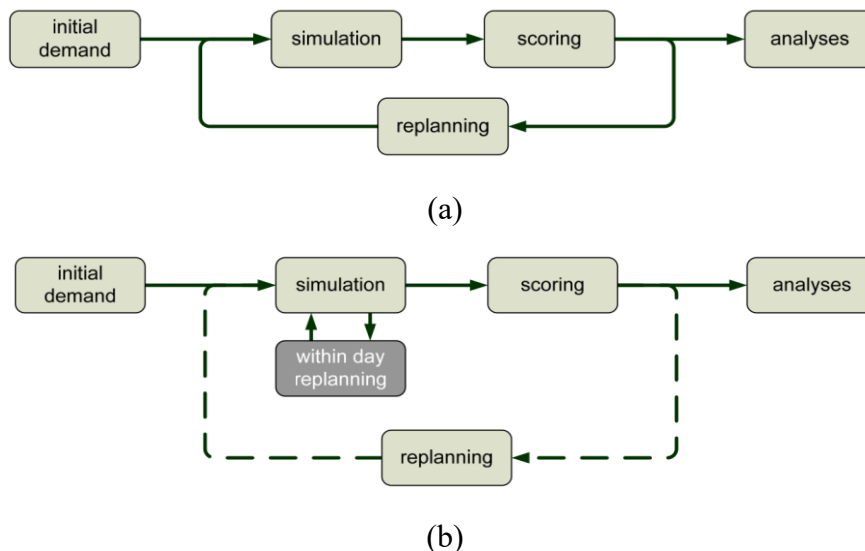 initial
demand
simulation
scoring
analyses
replanning
(a)
initial
demand
simulation
scoring
analyses
within day
replanning
replanning
(b)